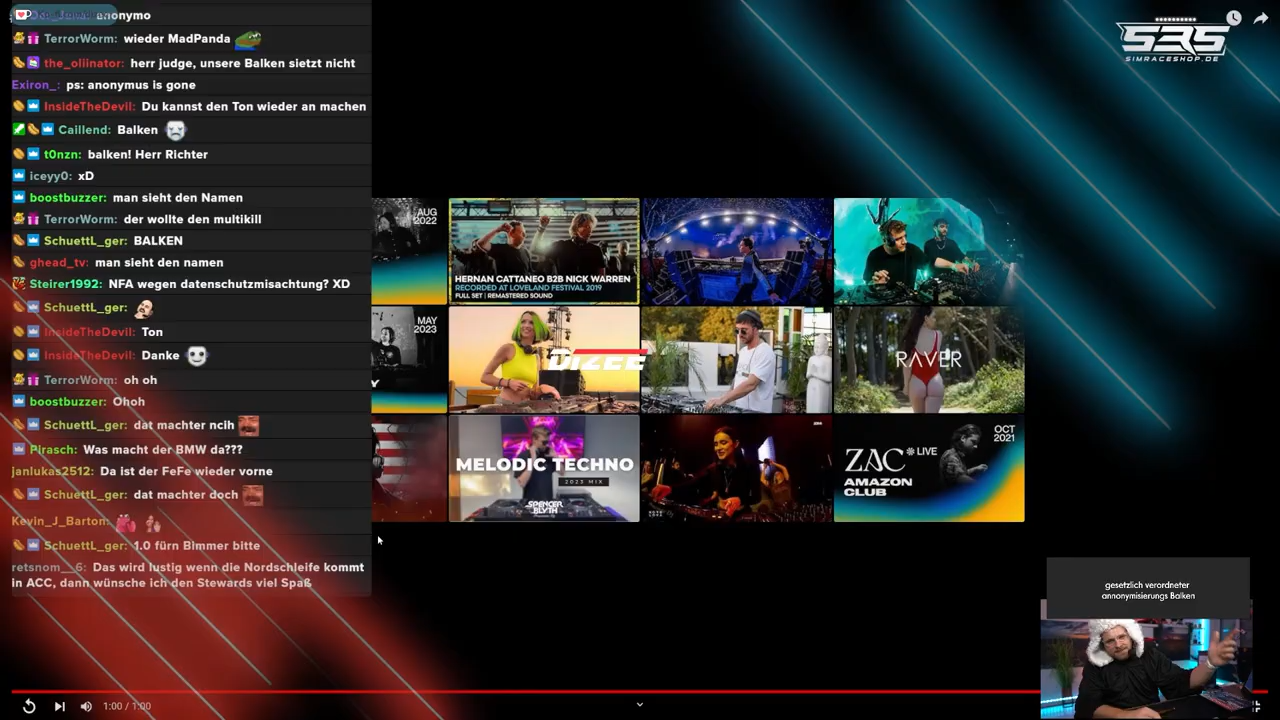 anonymo
TerrorWorm: wieder MadPanda
the_oliinator: herr judge, unsere Balken sietzt nicht
Exiron_: ps: anonymus is gone
InsideTheDevil: Du kannst den Ton wieder an machen
Caillend: Balken
t0nzn: balken! Herr Richter
iceyy0: xD
boostbuzzer: man sieht den Namen
TerrorWorm: der wollte den multikill
SchuettL_ger: BALKEN
ghead_tv: man sieht den namen
Steirer1992: NFA wegen datenschutzmisachtung? XD
SchuettL_ger:
InsideTheDevil: Ton
InsideTheDevil: Danke
TerrorWorm: oh oh
boostbuzzer: Ohoh
SchuettL_ger: dat machter ncih
Pirasch: Was macht der BMW da???
janlukas2512: Da ist der FeFe wieder vorne
SchuettL_ger: dat machter doch
Kevin_J_Barton:
SchuettL_ger: 1.0 fürn Bimmer bitte
retsnom__6: Das wird lustig wenn die Nordschleife kommt
in ACC, dann wünsche ich den Stewards viel Spaß
SRS
SIMRACESHOP.DE
AUG
2022
HERNAN CATTANEO B2B NICK WARREN
RECORDED AT LOVELAND FESTIVAL 2019
FULL SET | REMASTERED SOUND
MAY
2023
Y
DIZEE
RAVER
MELODIC TECHNO
2023 MIX
SPENCER
BLYTH
ZAC LIVE
AMAZON
CLUB
OCT
2021
gesetzlich verordneter
annonymisierungs Balken
1:00 / 1:00